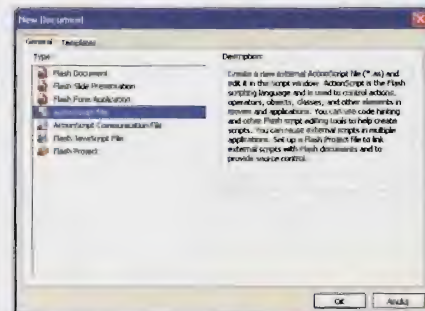 New Document
General Templates
Type:
Flash Document
Flash Slide Presentation
Flash Form Application
ActionScript File
ActionScript Communication File
Flash JavaScript File
Flash Project
Description:
Create a new external ActionScript file (*.as) and
edit it in the Script window. ActionScript is the Flash
scripting language and is used to control actions,
operators, objects, classes, and other elements in
movies and applications. You can use code hinting
and other Flash script editing tools to help create
scripts. You can reuse external scripts in multiple
applications. Set up a Flash Project file to link
external scripts with Flash documents and to
provide source control.
OK
Anuluj